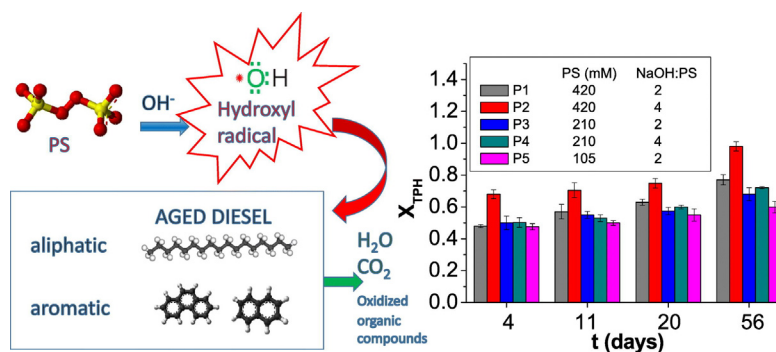 PS
OH⁻
•O:H
Hydroxyl
radical
AGED DIESEL
aliphatic
aromatic
H₂O
CO₂
Oxidized
organic
compounds
PS (mM) NaOH:PS
P1 420 2
P2 420 4
P3 210 2
P4 210 4
P5 105 2
X_TPH
1.4
1.2
1.0
0.8
0.6
0.4
0.2
0.0
4 11 20 56
t (days)